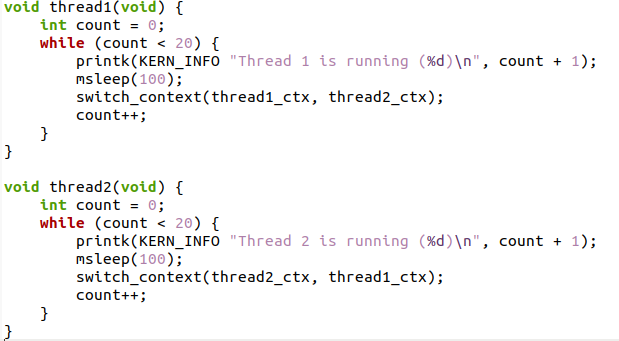 void thread1(void) {
    int count = 0;
    while (count < 20) {
        printk(KERN_INFO "Thread 1 is running (%d)\n", count + 1);
        msleep(100);
        switch_context(thread1_ctx, thread2_ctx);
        count++;
    }
}

void thread2(void) {
    int count = 0;
    while (count < 20) {
        printk(KERN_INFO "Thread 2 is running (%d)\n", count + 1);
        msleep(100);
        switch_context(thread2_ctx, thread1_ctx);
        count++;
    }
}